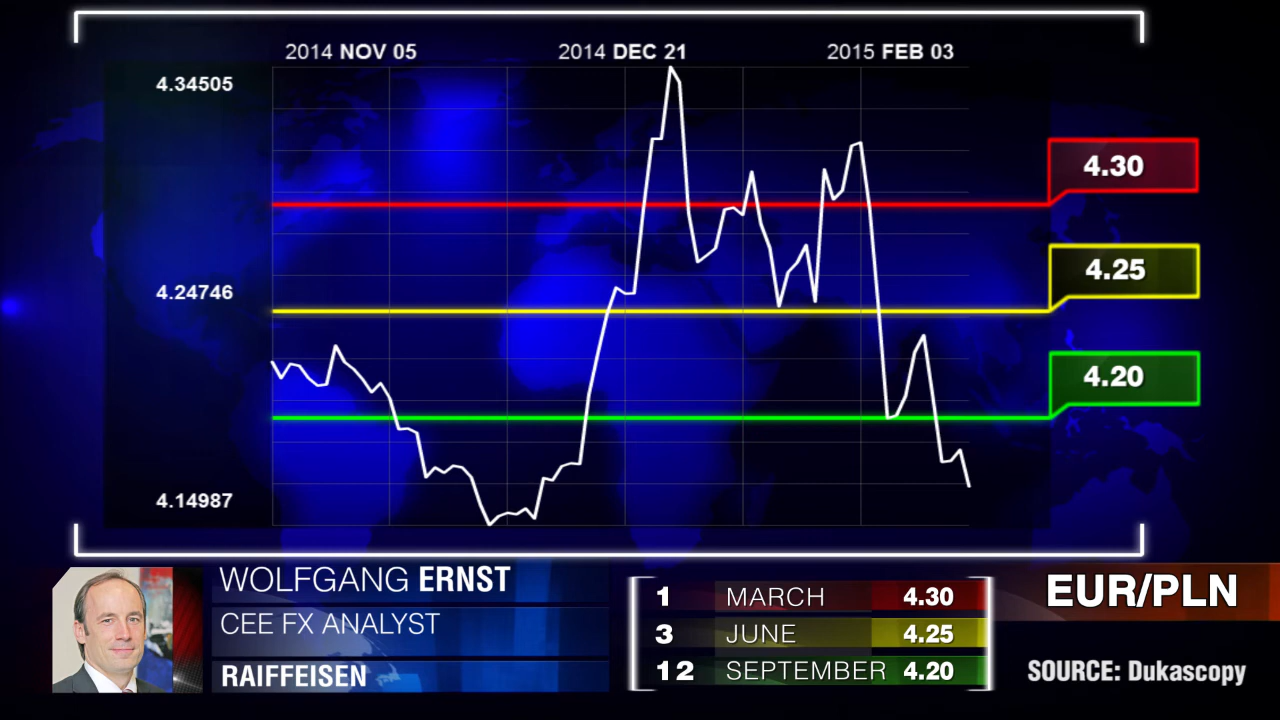 2014 NOV 05 2014 DEC 21 2015 FEB 03
4.34505
4.30
4.25
4.24746
4.20
4.14987
WOLFGANG ERNST
CEE FX ANALYST
RAIFFEISEN
1 MARCH 4.30
3 JUNE 4.25
12 SEPTEMBER 4.20
EUR/PLN
SOURCE: Dukascopy